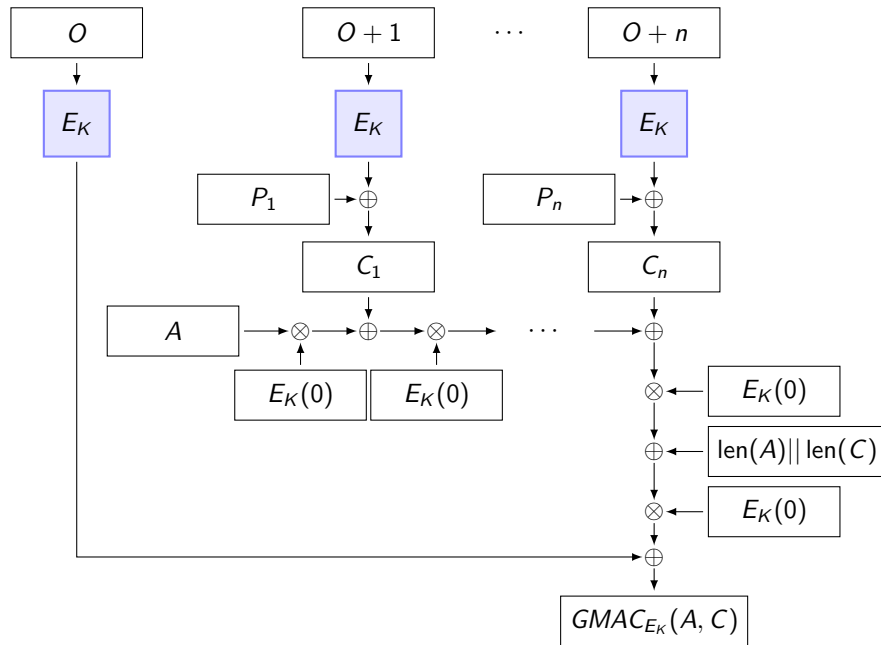 O O + 1 ⋯ O + n
E_K E_K E_K
P_1 ⊕ P_n ⊕
C_1 C_n
A ⊗ ⊕ ⊗ ⋯ ⊕
E_K(0) E_K(0)
⊗ E_K(0)
⊕ len(A)||len(C)
⊗ E_K(0)
⊕
GMAC_{E_K}(A, C)